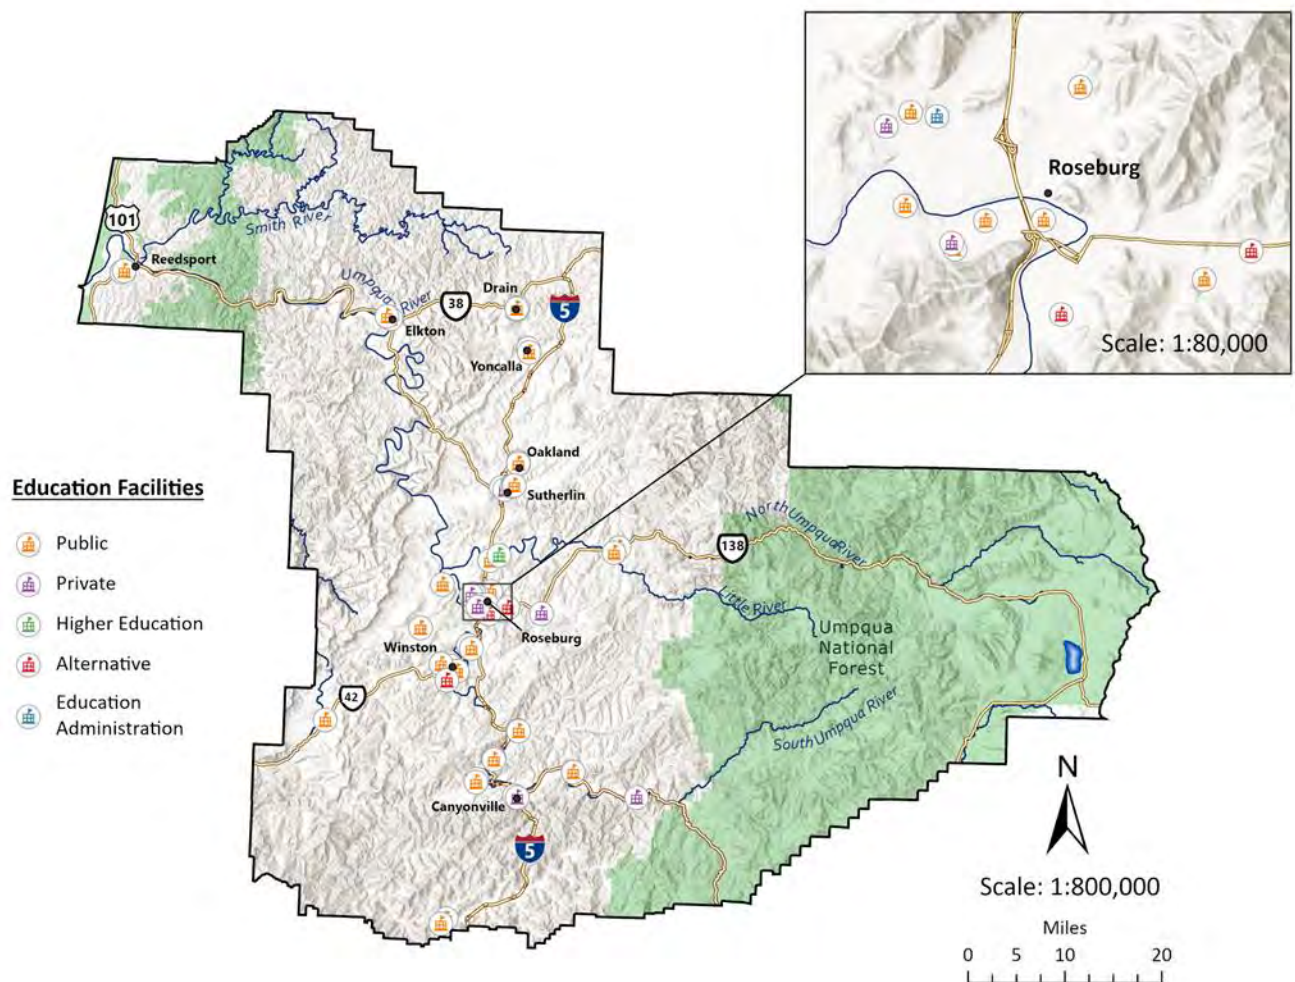 Roseburg
Scale: 1:80,000
101
Smith River
Reedsport
Umpqua River
38
Drain
5
Elkton
Yoncalla
Oakland
Sutherlin
Education Facilities
Public
Private
Higher Education
Alternative
Education
Administration
North Umpqua River
138
Little River
Roseburg
Umpqua
National
Forest
Winston
42
South Umpqua River
Canyonville
5
N
Scale: 1:800,000
Miles
0 5 10 20